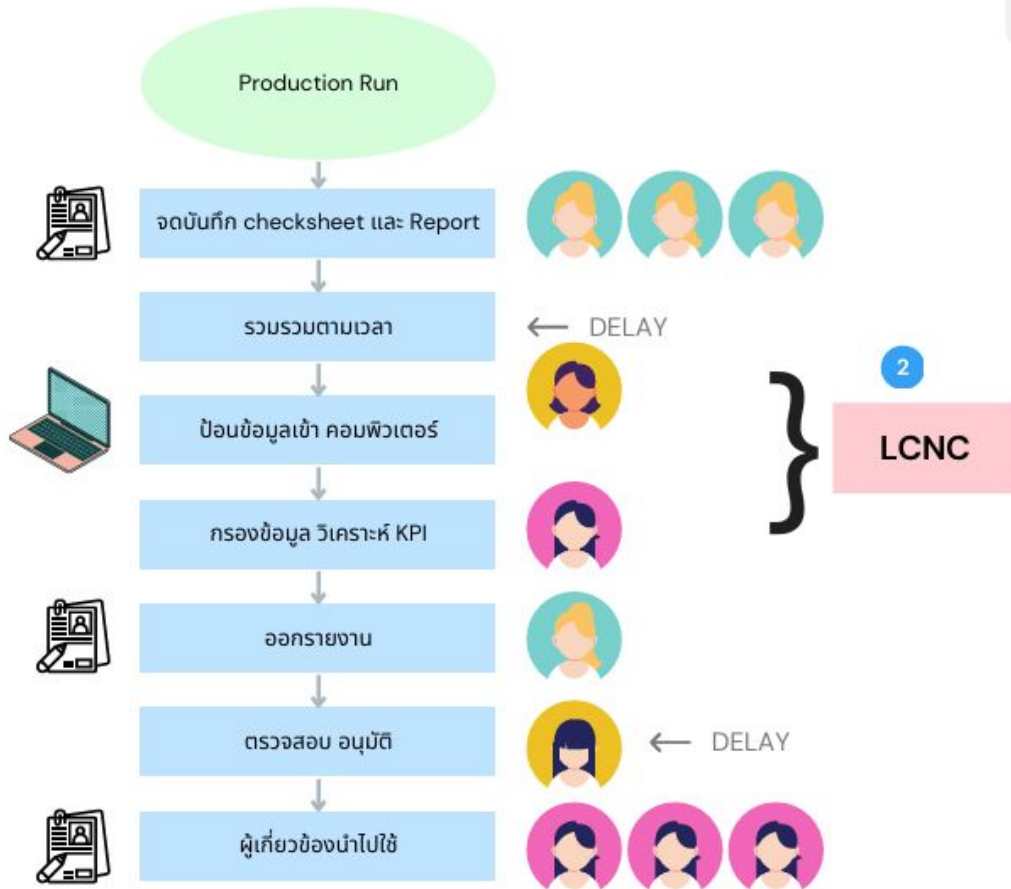 Production Run
จดบันทึก checksheet และ Report
รวมรวมตามเวลา
← DELAY
2
ป้อนข้อมูลเข้า คอมพิวเตอร์
LCNC
กรองข้อมูล วิเคราะห์ KPI
ออกรายงาน
ตรวจสอบ อนุมัติ
← DELAY
ผู้เกี่ยวข้องนำไปใช้